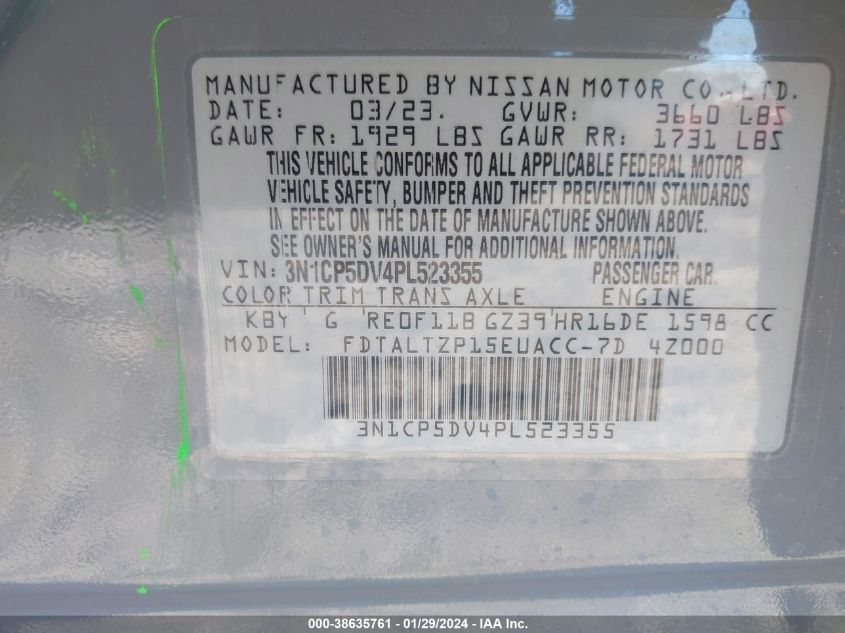 MANUFACTURED BY NISSAN MOTOR CO., LTD.
DATE: 03/23. GVWR: 3660 LBS
GAWR FR: 1929 LBS GAWR RR: 1731 LBS
THIS VEHICLE CONFORMS TO ALL APPLICABLE FEDERAL MOTOR
VEHICLE SAFETY, BUMPER AND THEFT PREVENTION STANDARDS
IN EFFECT ON THE DATE OF MANUFACTURE SHOWN ABOVE.
SEE OWNER'S MANUAL FOR ADDITIONAL INFORMATION.
VIN: 3N1CP5DV4PL523355 PASSENGER CAR.
COLOR TRIM TRANS AXLE ENGINE
KBY G RE0F11B GZ39 HR16DE 1598 CC
MODEL: FDTALTZP15EUACC-7D 4Z000
3N1CP5DV4PL523355
000-38635761 - 01/29/2024 - IAA Inc.